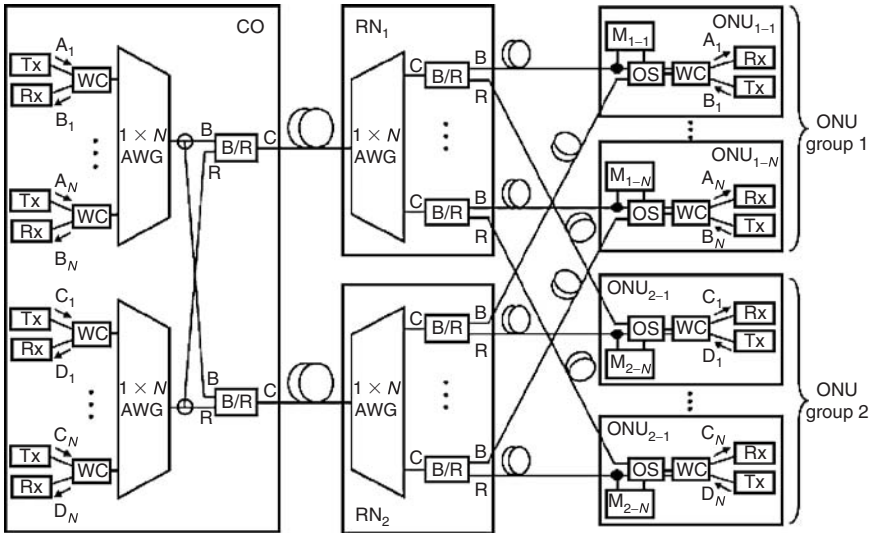 CO
Tx
Rx
A1
B1
WC
1 × N
AWG
Tx
Rx
AN
BN
WC
B
R
B/R
C
Tx
Rx
C1
D1
WC
1 × N
AWG
Tx
Rx
CN
DN
WC
B
R
B/R
C
RN1
1 × N
AWG
C
B/R
B
R
C
B/R
B
R
1 × N
AWG
C
B/R
B
R
C
B/R
B
R
RN2
ONU1–1
M1–1
OS
WC
A1
B1
Rx
Tx
ONU1–N
M1–N
OS
WC
AN
BN
Rx
Tx
ONU
group 1
ONU2–1
M2–N
OS
WC
C1
D1
Rx
Tx
ONU2–1
M2–N
OS
WC
CN
DN
Rx
Tx
ONU
group 2